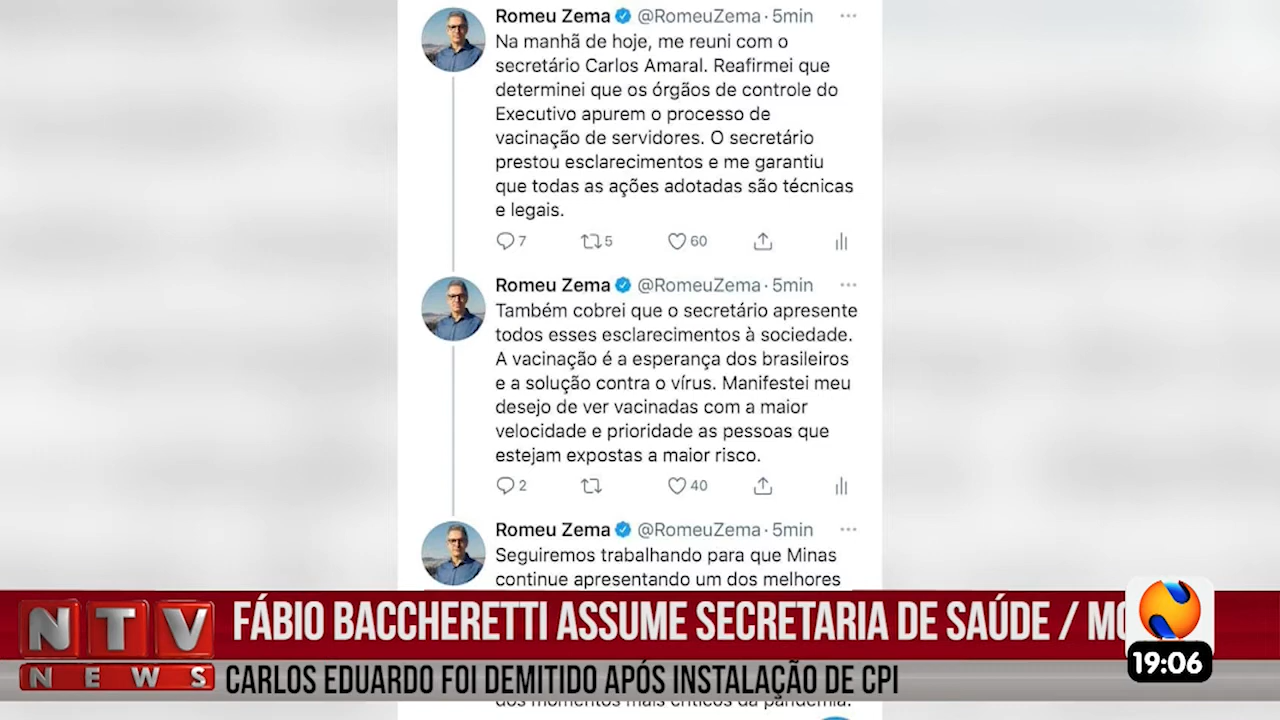 Romeu Zema @RomeuZema · 5min
Na manhã de hoje, me reuni com o
secretário Carlos Amaral. Reafirmei que
determinei que os órgãos de controle do
Executivo apurem o processo de
vacinação de servidores. O secretário
prestou esclarecimentos e me garantiu
que todas as ações adotadas são técnicas
e legais.
7 5 60
Romeu Zema @RomeuZema · 5min
Também cobrei que o secretário apresente
todos esses esclarecimentos à sociedade.
A vacinação é a esperança dos brasileiros
e a solução contra o vírus. Manifestei meu
desejo de ver vacinadas com a maior
velocidade e prioridade as pessoas que
estejam expostas a maior risco.
2 40
Romeu Zema @RomeuZema · 5min
Seguiremos trabalhando para que Minas
continue apresentando um dos melhores
NTV
NEWS
FÁBIO BACCHERETTI ASSUME SECRETARIA DE SAÚDE / MG
CARLOS EDUARDO FOI DEMITIDO APÓS INSTALAÇÃO DE CPI
19:06
dos momentos mais críticos da pandemia.